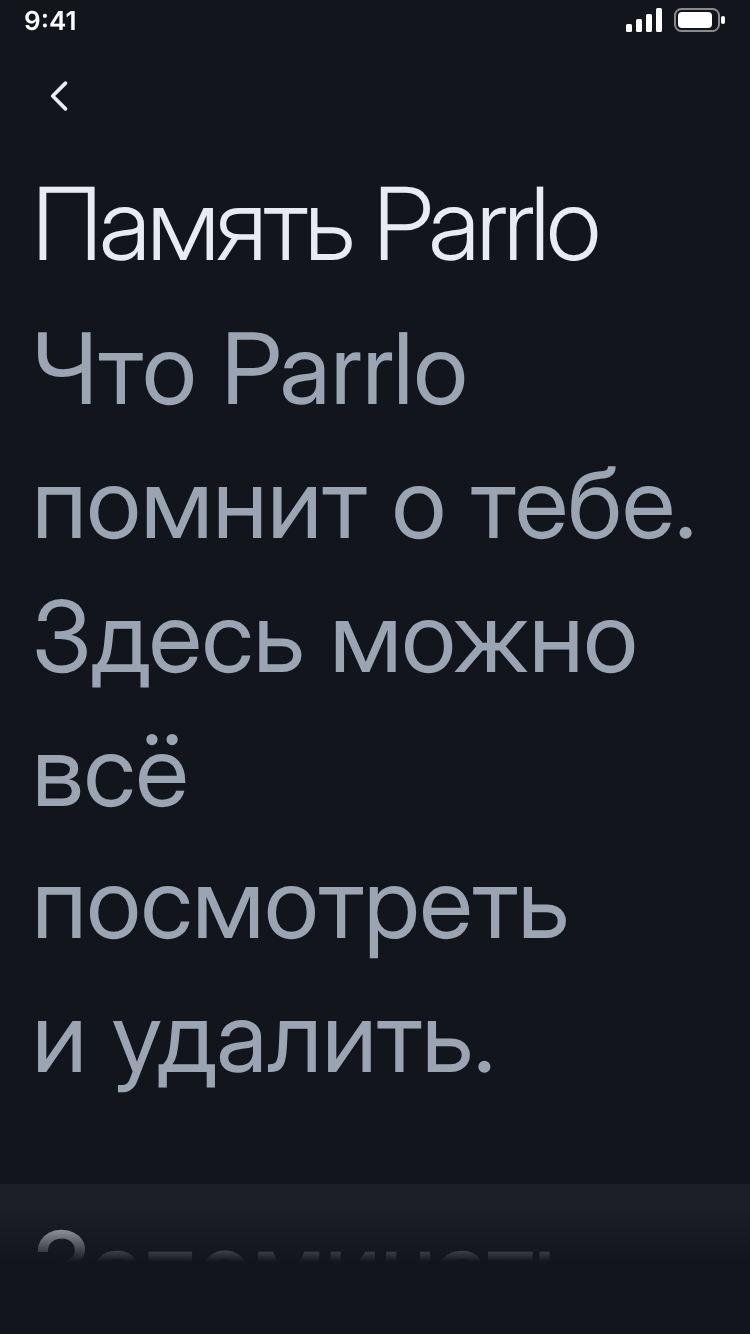 9:41
Память Parrlo
Что Parrlo
помнит о тебе.
Здесь можно
всё
посмотреть
и удалить.